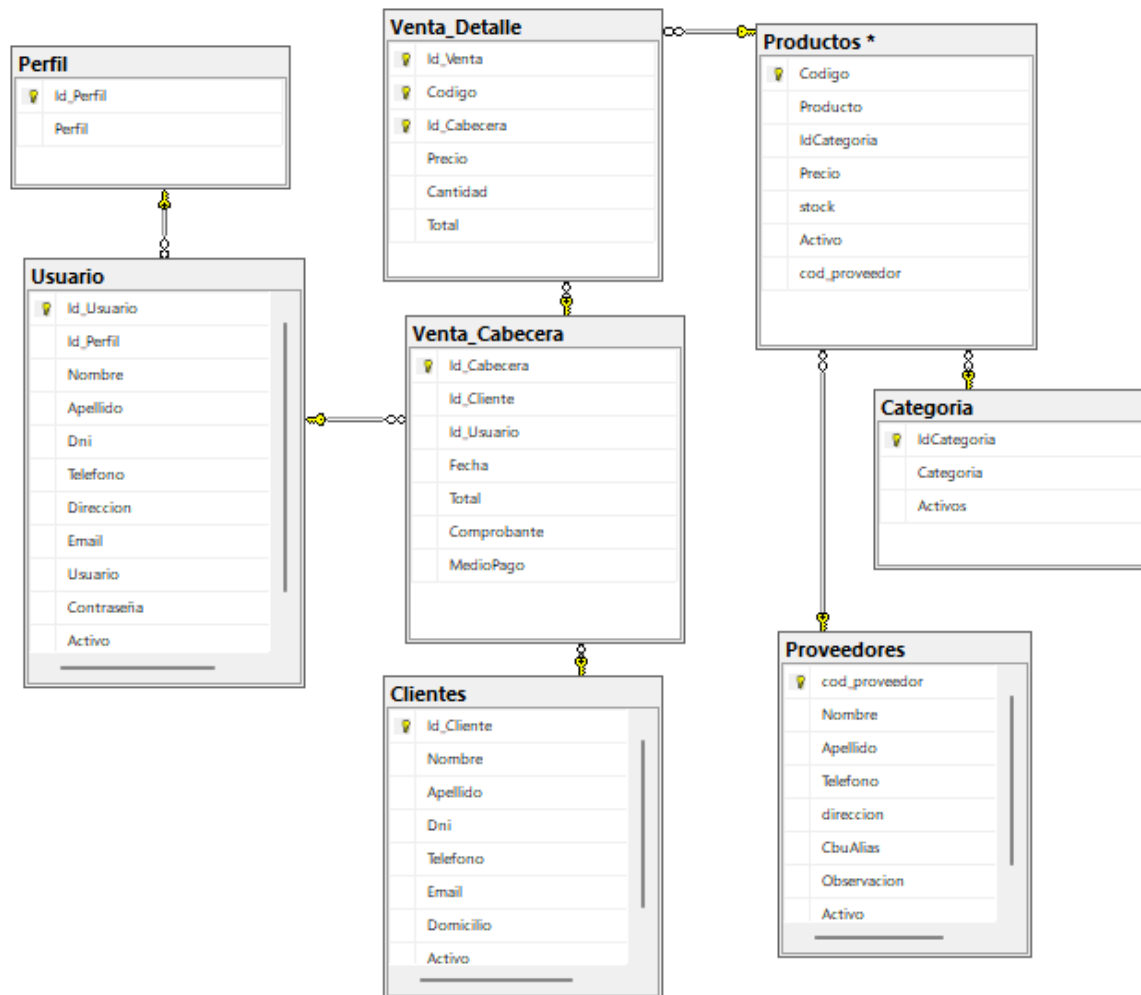 Perfil
Id_Perfil
Perfil
Usuario
Id_Usuario
Id_Perfil
Nombre
Apellido
Dni
Telefono
Direccion
Email
Usuario
Contraseña
Activo
Venta_Detalle
Id_Venta
Codigo
Id_Cabecera
Precio
Cantidad
Total
Venta_Cabecera
Id_Cabecera
Id_Cliente
Id_Usuario
Fecha
Total
Comprobante
MedioPago
Clientes
Id_Cliente
Nombre
Apellido
Dni
Telefono
Email
Domicilio
Activo
Productos *
Codigo
Producto
IdCategoria
Precio
stock
Activo
cod_proveedor
Categoria
IdCategoria
Categoria
Activos
Proveedores
cod_proveedor
Nombre
Apellido
Telefono
direccion
CbuAlias
Observacion
Activo